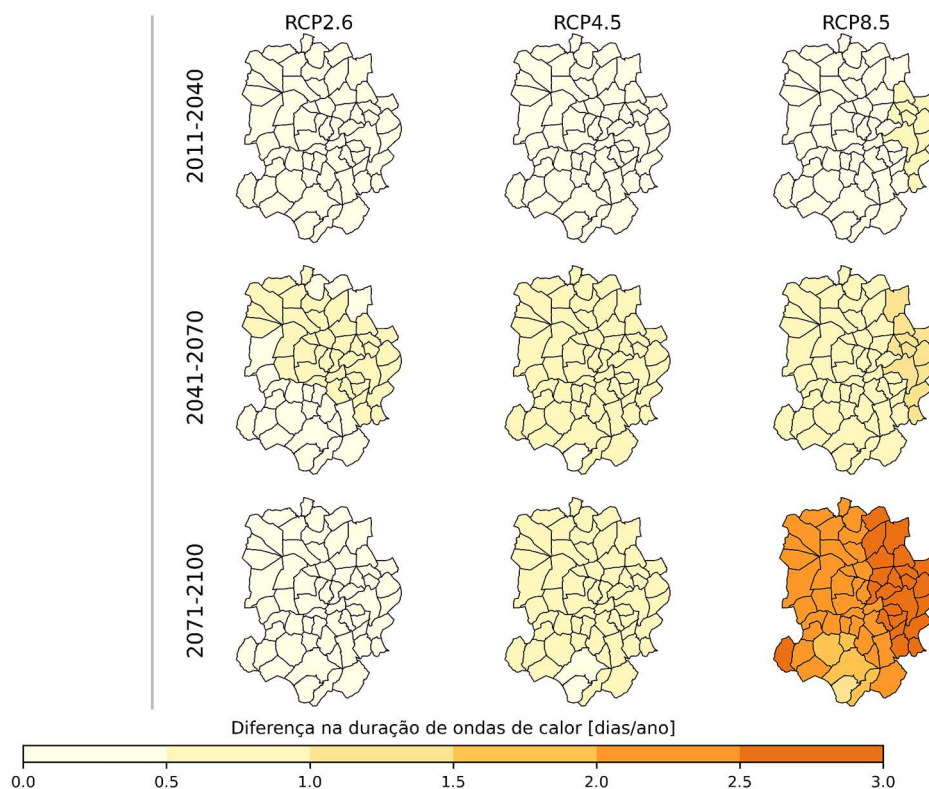 RCP2.6 RCP4.5 RCP8.5
2011-2040
2041-2070
2071-2100
Diferença na duração de ondas de calor [dias/ano]
0.0 0.5 1.0 1.5 2.0 2.5 3.0